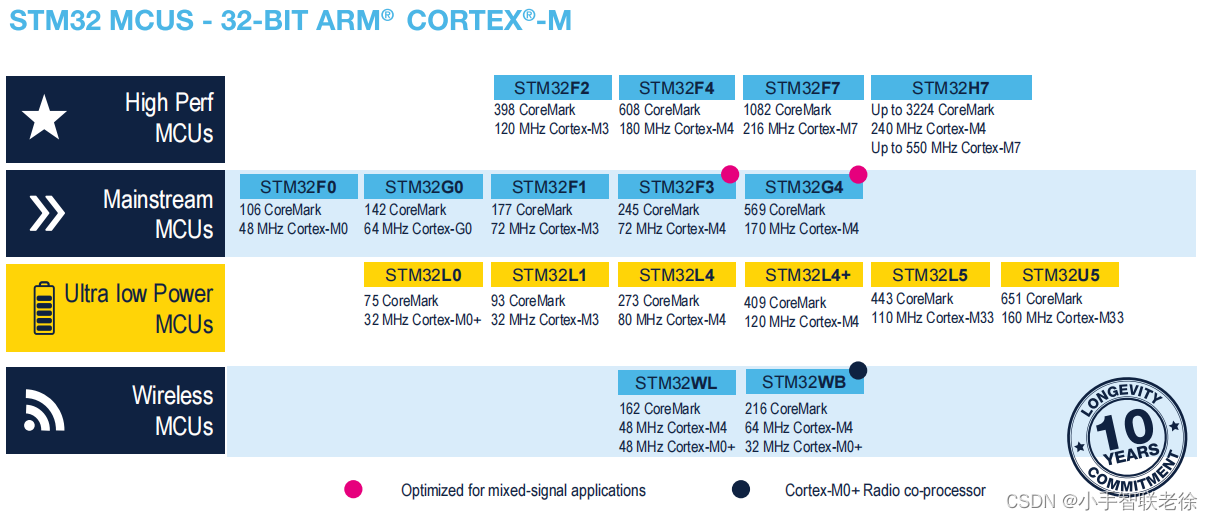 STM32 MCUS - 32-BIT ARM® CORTEX®-M
High Perf
MCUs
STM32F2
398 CoreMark
120 MHz Cortex-M3
STM32F4
608 CoreMark
180 MHz Cortex-M4
STM32F7
1082 CoreMark
216 MHz Cortex-M7
STM32H7
Up to 3224 CoreMark
240 MHz Cortex-M4
Up to 550 MHz Cortex-M7
Mainstream
MCUs
STM32F0
106 CoreMark
48 MHz Cortex-M0
STM32G0
142 CoreMark
64 MHz Cortex-G0
STM32F1
177 CoreMark
72 MHz Cortex-M3
STM32F3
245 CoreMark
72 MHz Cortex-M4
STM32G4
569 CoreMark
170 MHz Cortex-M4
Ultra low Power
MCUs
STM32L0
75 CoreMark
32 MHz Cortex-M0+
STM32L1
93 CoreMark
32 MHz Cortex-M3
STM32L4
273 CoreMark
80 MHz Cortex-M4
STM32L4+
409 CoreMark
120 MHz Cortex-M4
STM32L5
443 CoreMark
110 MHz Cortex-M33
STM32U5
651 CoreMark
160 MHz Cortex-M33
Wireless
MCUs
STM32WL
162 CoreMark
48 MHz Cortex-M4
48 MHz Cortex-M0+
STM32WB
216 CoreMark
64 MHz Cortex-M4
32 MHz Cortex-M0+
LONGEVITY
10
YEARS
COMMITMENT
Optimized for mixed-signal applications
Cortex-M0+ Radio co-processor
CSDN @小手智联老徐